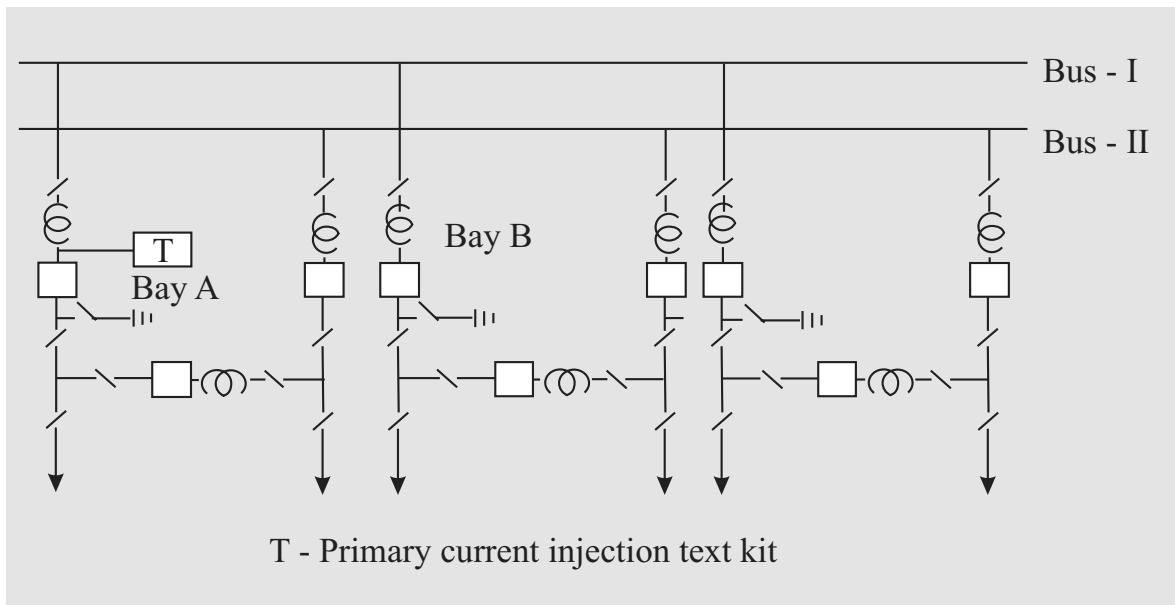 Bus - I
Bus - II
Bay B
T
Bay A
T - Primary current injection text kit